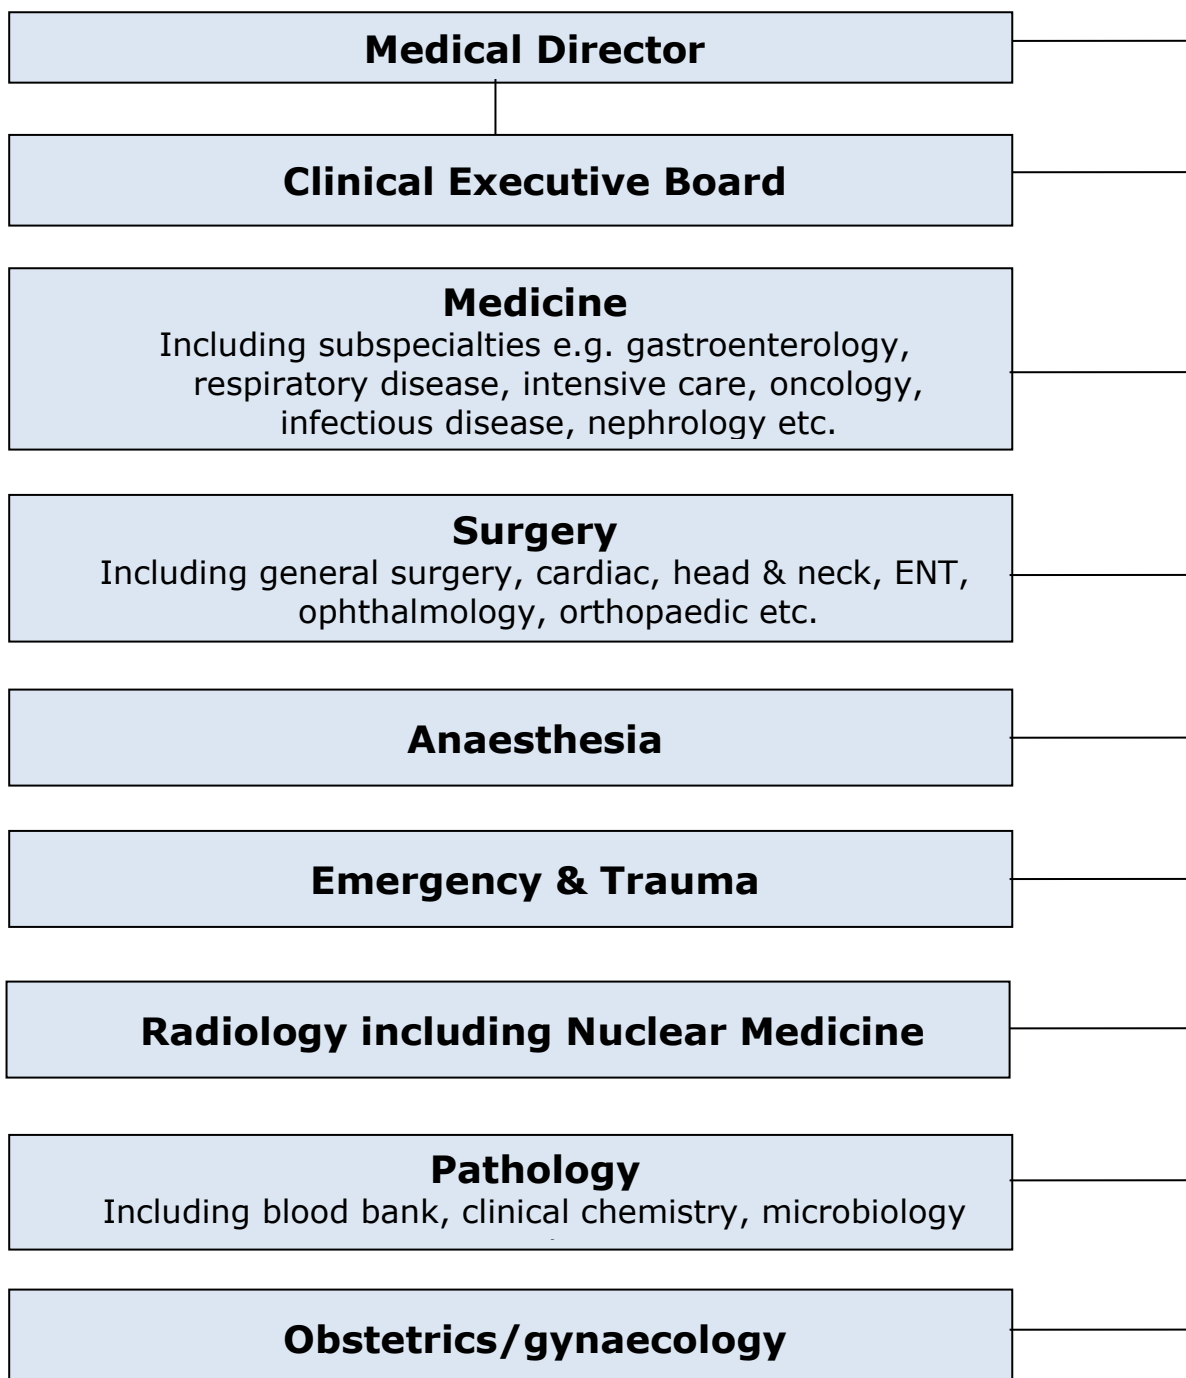 Medical Director
Clinical Executive Board
Medicine
Including subspecialties e.g. gastroenterology,
respiratory disease, intensive care, oncology,
infectious disease, nephrology etc.
Surgery
Including general surgery, cardiac, head & neck, ENT,
ophthalmology, orthopaedic etc.
Anaesthesia
Emergency & Trauma
Radiology including Nuclear Medicine
Pathology
Including blood bank, clinical chemistry, microbiology
Obstetrics/gynaecology